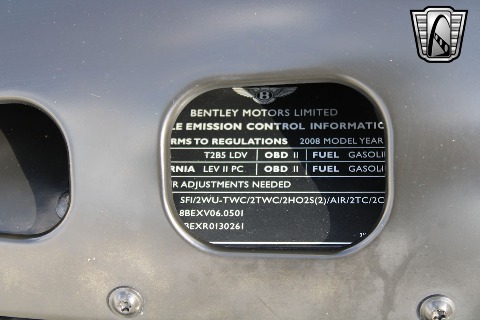 BENTLEY MOTORS LIMITED
LE EMISSION CONTROL INFORMATIC
RMS TO REGULATIONS 2008 MODEL YEAR
T2B5 LDV OBD II FUEL GASOLI
RNIA LEV II PC OBD II FUEL GASOLI
R ADJUSTMENTS NEEDED
SFI/2WU-TWC/2TWC/2HO2S(2)/AIR/2TC/2C
8BEXV06.0501
BEXR0130261